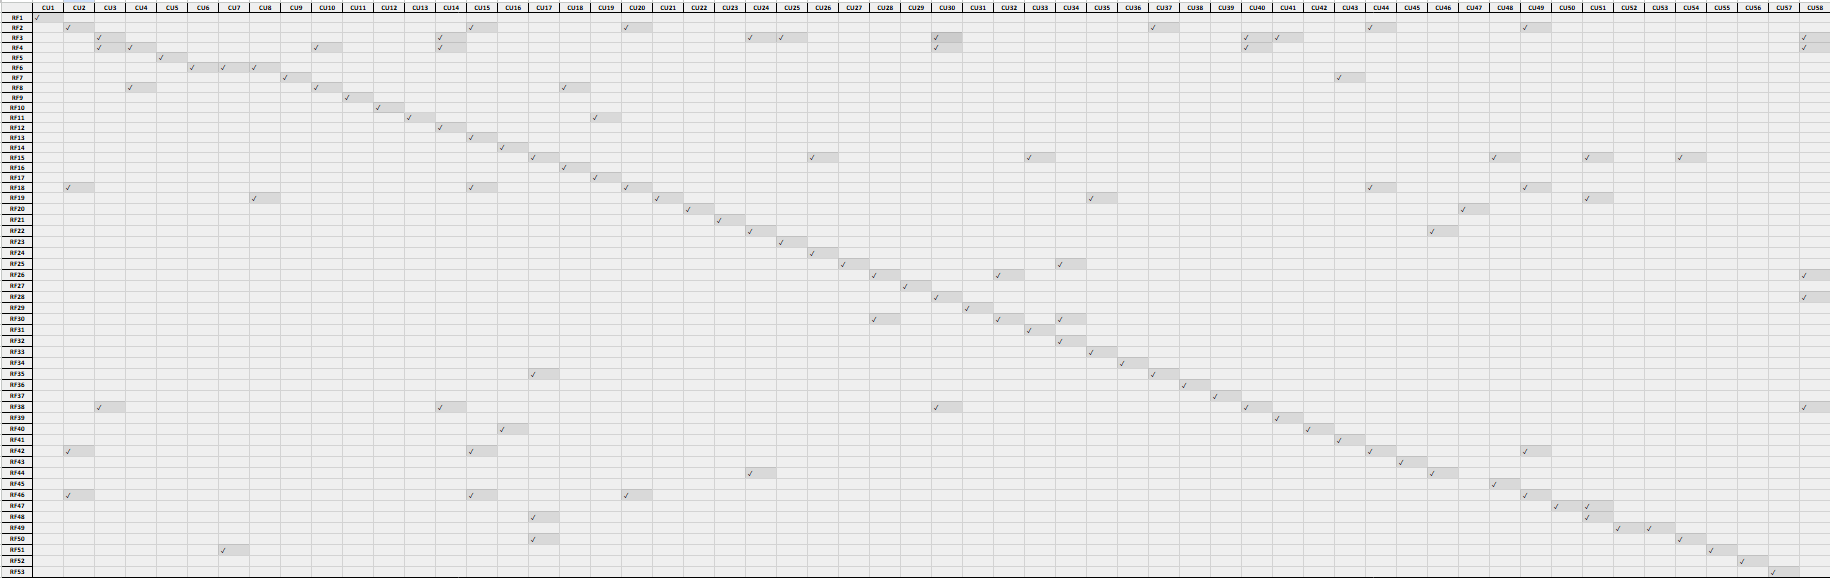 CU1 CU2 CU3 CU4 CU5 CU6 CU7 CU8 CU9 CU10 CU11 CU12 CU13 CU14 CU15 CU16 CU17 CU18 CU19 CU20 CU21 CU22 CU23 CU24 CU25 CU26 CU27 CU28 CU29 CU30 CU31 CU32 CU33 CU34 CU35 CU36 CU37 CU38 CU39 CU40 CU41 CU42 CU43 CU44 CU45 CU46 CU47 CU48 CU49 CU50 CU51 CU52 CU53 CU54 CU55 CU56 CU57 CU58
RF1 ✓
RF2 ✓ ✓ ✓ ✓ ✓ ✓
RF3 ✓ ✓ ✓ ✓ ✓ ✓ ✓ ✓
RF4 ✓ ✓ ✓ ✓ ✓ ✓ ✓
RF5 ✓
RF6 ✓ ✓ ✓
RF7 ✓ ✓
RF8 ✓ ✓ ✓
RF9 ✓
RF10 ✓
RF11 ✓ ✓
RF12 ✓
RF13 ✓
RF14 ✓
RF15 ✓ ✓ ✓ ✓ ✓ ✓
RF16 ✓
RF17 ✓
RF18 ✓ ✓ ✓ ✓ ✓
RF19 ✓ ✓ ✓ ✓
RF20 ✓ ✓
RF21 ✓
RF22 ✓ ✓
RF23 ✓
RF24 ✓
RF25 ✓ ✓
RF26 ✓ ✓ ✓
RF27 ✓
RF28 ✓ ✓
RF29 ✓
RF30 ✓ ✓ ✓
RF31 ✓
RF32 ✓
RF33 ✓
RF34 ✓
RF35 ✓ ✓
RF36 ✓
RF37 ✓
RF38 ✓ ✓ ✓ ✓ ✓
RF39 ✓
RF40 ✓ ✓
RF41 ✓
RF42 ✓ ✓ ✓ ✓
RF43 ✓
RF44 ✓ ✓
RF45 ✓
RF46 ✓ ✓ ✓ ✓
RF47 ✓ ✓
RF48 ✓ ✓
RF49 ✓ ✓
RF50 ✓ ✓
RF51 ✓ ✓
RF52 ✓
RF53 ✓